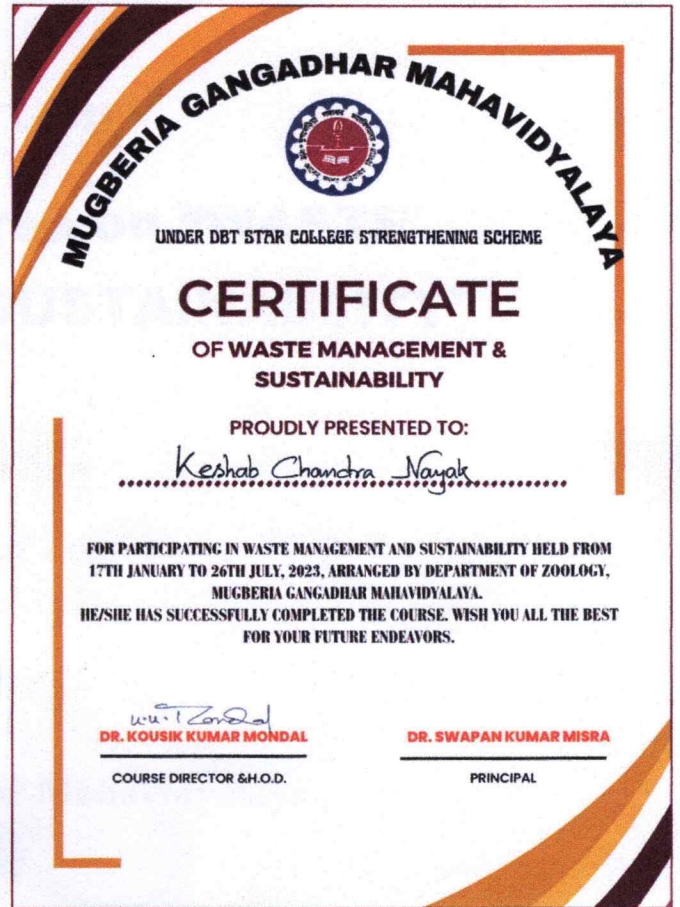 MUGBERIA GANGADHAR MAHAVIDYALAYA
UNDER DBT STAR COLLEGE STRENGTHENING SCHEME
CERTIFICATE
OF WASTE MANAGEMENT &
SUSTAINABILITY
PROUDLY PRESENTED TO:
Keshab Chandra Nayak
FOR PARTICIPATING IN WASTE MANAGEMENT AND SUSTAINABILITY HELD FROM
17TH JANUARY TO 26TH JULY, 2023, ARRANGED BY DEPARTMENT OF ZOOLOGY,
MUGBERIA GANGADHAR MAHAVIDYALAYA.
HE/SHE HAS SUCCESSFULLY COMPLETED THE COURSE. WISH YOU ALL THE BEST
FOR YOUR FUTURE ENDEAVORS.
DR. KOUSIK KUMAR MONDAL
COURSE DIRECTOR &H.O.D.
DR. SWAPAN KUMAR MISRA
PRINCIPAL